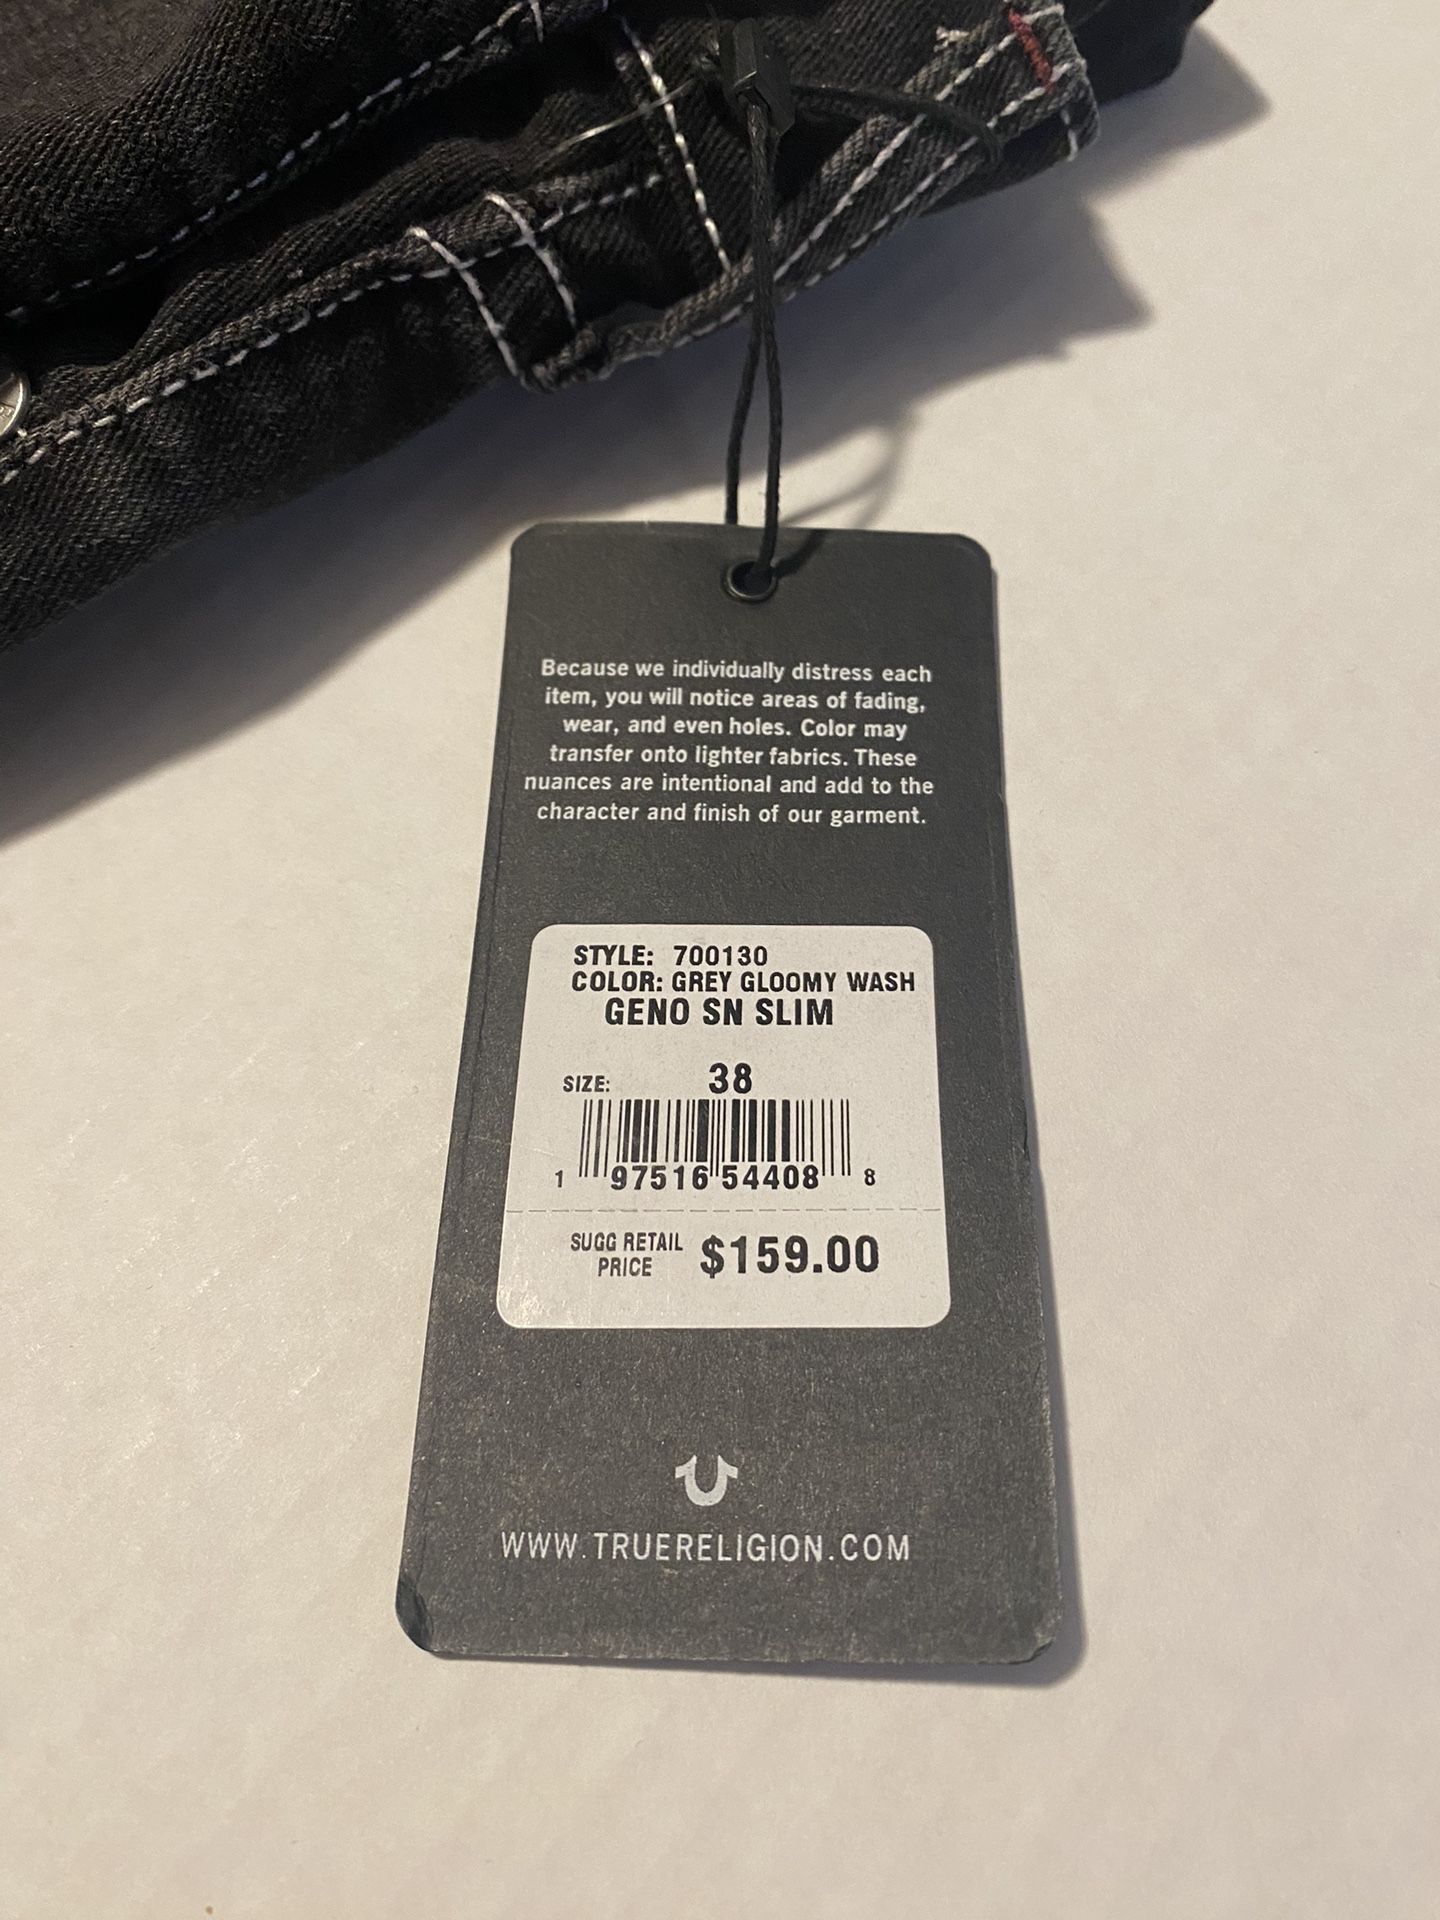 Because we individually distress each
item, you will notice areas of fading,
wear, and even holes. Color may
transfer onto lighter fabrics. These
nuances are intentional and add to the
character and finish of our garment.
STYLE: 700130
COLOR: GREY GLOOMY WASH
GENO SN SLIM
SIZE: 38
1 97516 54408 8
SUGG RETAIL PRICE $159.00
WWW.TRUERELIGION.COM